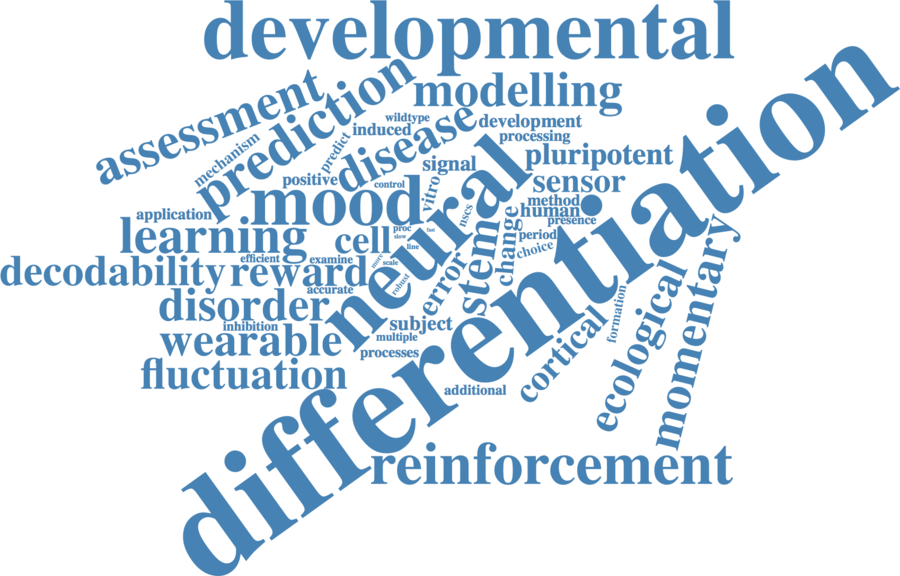 developmental
differentiation
assessment
prediction
modelling
mechanism
predict
wildtype
induced
disease
development
processing
signal
pluripotent
positive
control
sensor
application
mood
vitro
nscs
neural
method
human
presence
learning
cell
proc
slow
fast
line
stem
change
period
choice
efficient
examine
more
scale
decodability
reward
accurate
robust
error
disorder
inhibition
subject
wearable
multiple
processes
fluctuation
additional
cortical
formation
ecological
momentary
reinforcement